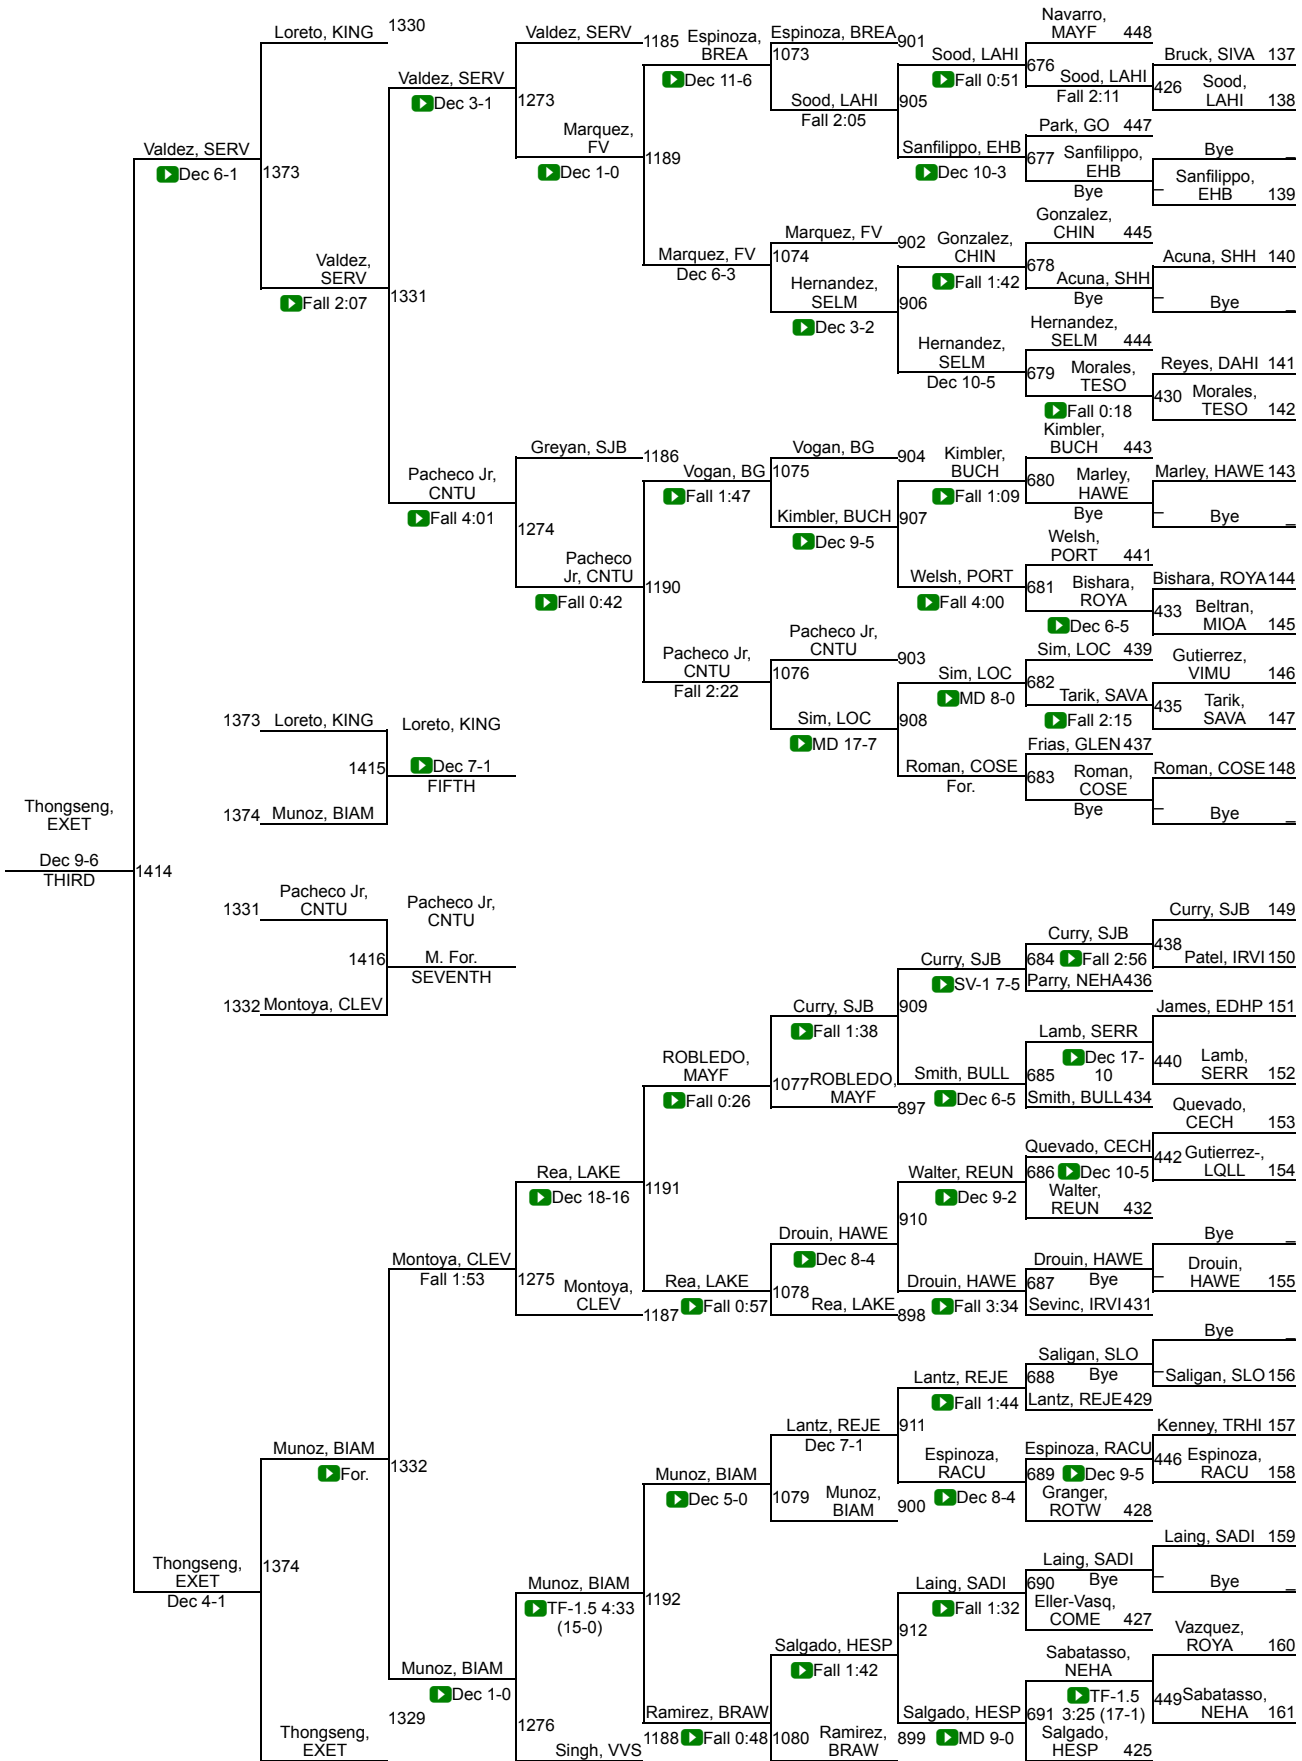 Loreto, KING 1330
Valdez, SERV 1185
Espinoza, BREA
Espinoza, BREA 901
Navarro, MAYF 448
Sood, LAHI
Bruck, SIVA 137
Valdez, SERV
Dec 11-6
1073
Fall 0:51
676 Sood, LAHI
Fall 2:11
426 Sood, LAHI 138
Dec 3-1
1273
Sood, LAHI
Fall 2:05
905
Park, GO 447
Marquez, FV
Dec 1-0
1189
Sanfilippo, EHB
Dec 10-3
677 Sanfilippo, EHB
Bye
Bye _
_ Sanfilippo, EHB 139
Valdez, SERV
Dec 6-1
1373
Gonzalez, CHIN 445
Marquez, FV
Dec 6-3
Marquez, FV 902
1074
Gonzalez, CHIN
Fall 1:42
678 Acuna, SHH
Bye
Acuna, SHH 140
_ Bye _
Valdez, SERV
Fall 2:07
1331
Hernandez, SELM
Dec 3-2
906
Hernandez, SELM 444
Hernandez, SELM
Dec 10-5
679 Morales, TESO
Fall 0:18
Reyes, DAHI 141
430 Morales, TESO 142
Greyan, SJB 1186
Vogan, BG
Fall 1:47
Vogan, BG 904
1075
Kimbler, BUCH
Fall 1:09
Kimbler, BUCH 443
680 Marley, HAWE
Bye
Marley, HAWE 143
_ Bye _
Pacheco Jr, CNTU
Fall 4:01
1274
Kimbler, BUCH
Dec 9-5
907
Welsh, PORT 441
Pacheco Jr, CNTU
Fall 0:42
1190
Welsh, PORT
Fall 4:00
681 Bishara, ROYA
Dec 6-5
Bishara, ROYA 144
433 Beltran, MIOA 145
Pacheco Jr, CNTU
Fall 2:22
Pacheco Jr, CNTU 903
1076
Sim, LOC
MD 8-0
Sim, LOC 439
682
Tarik, SAVA
Fall 2:15
Gutierrez, VIMU 146
435 Tarik, SAVA 147
Sim, LOC
MD 17-7
908
Frias, GLEN 437
Roman, COSE
For.
683 Roman, COSE
Bye
Roman, COSE 148
_ Bye _
1373 Loreto, KING
Loreto, KING
1415
Dec 7-1
FIFTH
1374 Munoz, BIAM
Thongseng, EXET
Dec 9-6
THIRD
1414
1331 Pacheco Jr, CNTU
Pacheco Jr, CNTU
1416
M. For.
SEVENTH
1332 Montoya, CLEV
Curry, SJB
SV-1 7-5
Curry, SJB
684 Fall 2:56
Parry, NEHA 436
Curry, SJB 149
438
Patel, IRVI 150
Curry, SJB
Fall 1:38
909
Lamb, SERR
Dec 17-10
James, EDHP 151
440 Lamb, SERR 152
ROBLEDO, MAYF
Fall 0:26
1077 ROBLEDO, MAYF 897
Smith, BULL
Dec 6-5
685
Smith, BULL 434
Rea, LAKE
Dec 18-16
1191
Walter, REUN
Dec 9-2
Quevado, CECH
686 Dec 10-5
Walter, REUN 432
Quevado, CECH 153
442 Gutierrez-, LQLL 154
910
Montoya, CLEV
Fall 1:53
1275
Montoya, CLEV 1187
Rea, LAKE
Fall 0:57
Drouin, HAWE
Dec 8-4
1078
Rea, LAKE 898
Drouin, HAWE
Fall 3:34
Drouin, HAWE
687 Bye
Sevinc, IRVI 431
Bye _
_ Drouin, HAWE 155
Lantz, REJE
Fall 1:44
Saligan, SLO
688 Bye
Lantz, REJE 429
Bye _
_ Saligan, SLO 156
Munoz, BIAM
For.
1332
Munoz, BIAM
Dec 5-0
Lantz, REJE
Dec 7-1
911
1079 Munoz, BIAM 900
Espinoza, RACU
Dec 8-4
Espinoza, RACU
689 Dec 9-5
Granger, ROTW 428
Kenney, TRHI 157
446 Espinoza, RACU 158
Thongseng, EXET
Dec 4-1
1374
Munoz, BIAM
TF-1.5 4:33
(15-0)
1192
Laing, SADI
Fall 1:32
Laing, SADI
690 Bye
Eller-Vasq, COME 427
Laing, SADI 159
_ Bye _
912
Munoz, BIAM
Dec 1-0
1276
Singh, VVS 1188
Ramirez, BRAW
Fall 0:48
Salgado, HESP
Fall 1:42
1080 Ramirez, BRAW 899
Salgado, HESP
MD 9-0
Sabatasso, NEHA
TF-1.5
691 3:25 (17-1)
Salgado, HESP 425
Vazquez, ROYA 160
449 Sabatasso, NEHA 161
Thongseng, EXET 1329